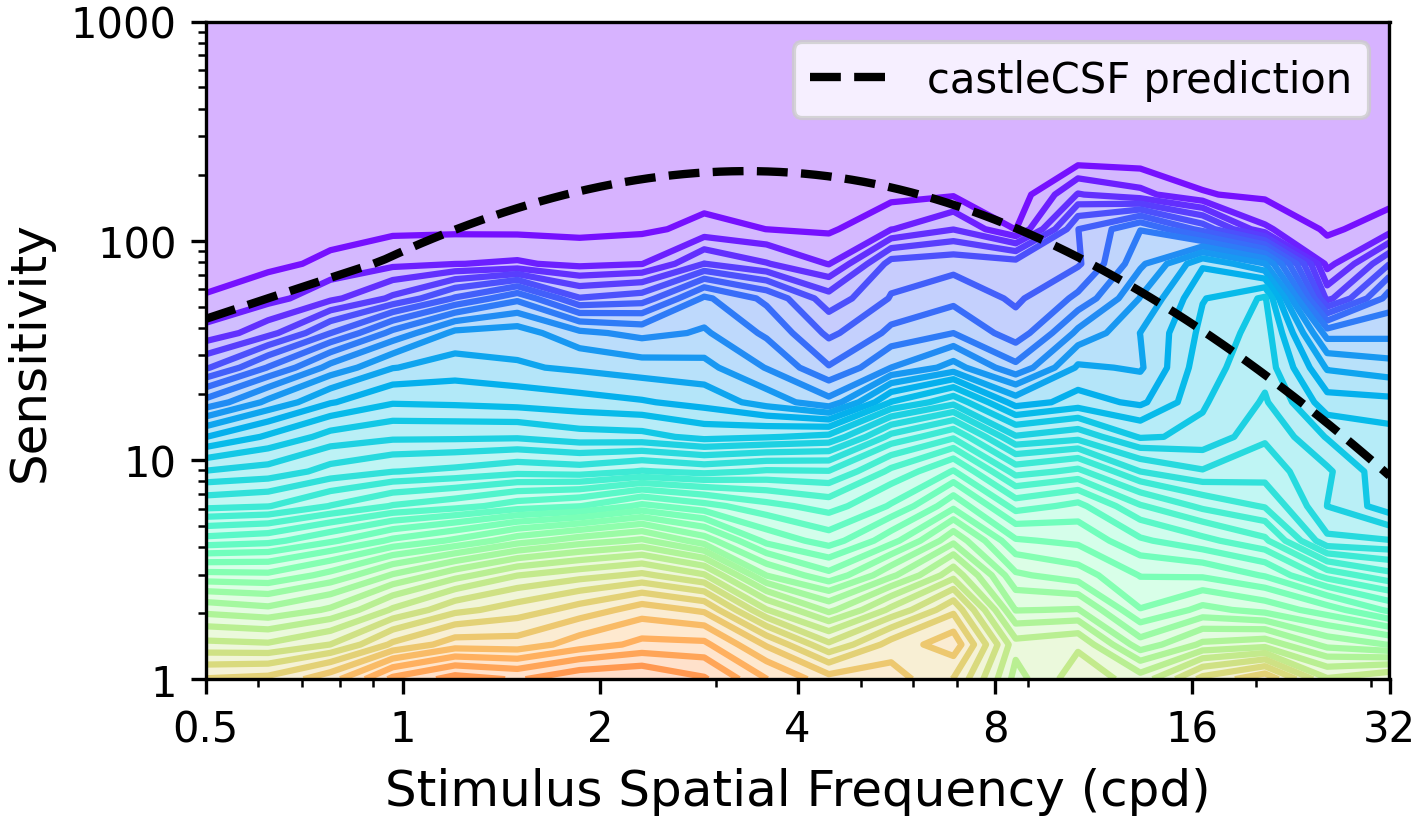 1000
castleCSF prediction
100
Sensitivity
10
1
0.5 1 2 4 8 16 32
Stimulus Spatial Frequency (cpd)